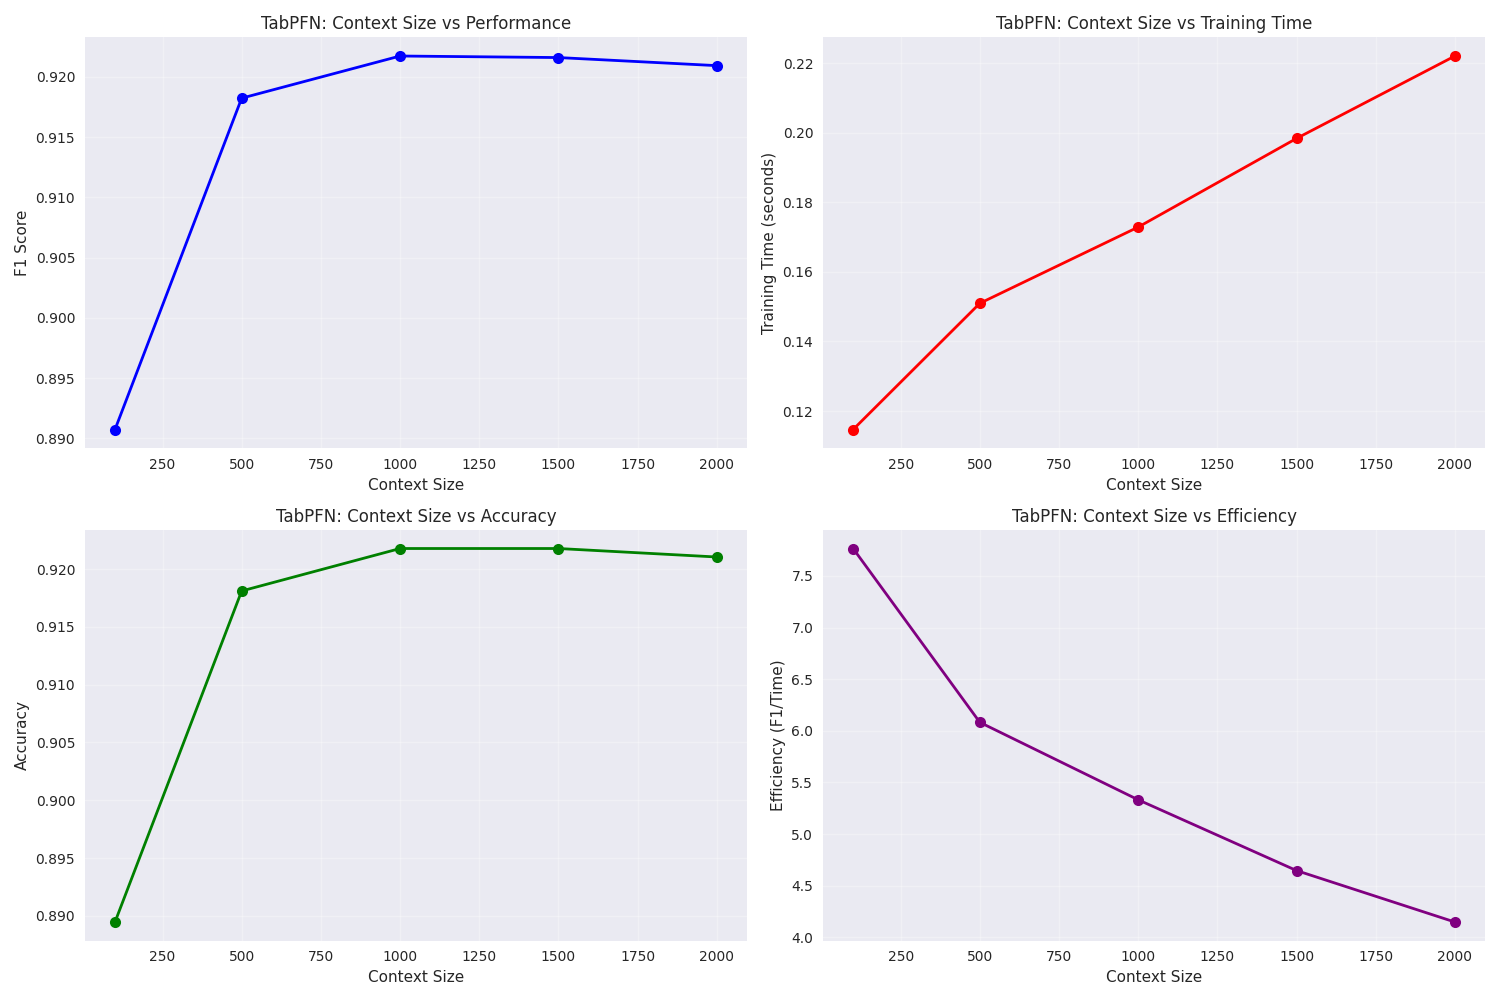 TabPFN: Context Size vs Performance
F1 Score
0.920
0.915
0.910
0.905
0.900
0.895
0.890
250 500 750 1000 1250 1500 1750 2000
Context Size
TabPFN: Context Size vs Training Time
Training Time (seconds)
0.22
0.20
0.18
0.16
0.14
0.12
250 500 750 1000 1250 1500 1750 2000
Context Size
TabPFN: Context Size vs Accuracy
Accuracy
0.920
0.915
0.910
0.905
0.900
0.895
0.890
250 500 750 1000 1250 1500 1750 2000
Context Size
TabPFN: Context Size vs Efficiency
Efficiency (F1/Time)
7.5
7.0
6.5
6.0
5.5
5.0
4.5
4.0
250 500 750 1000 1250 1500 1750 2000
Context Size